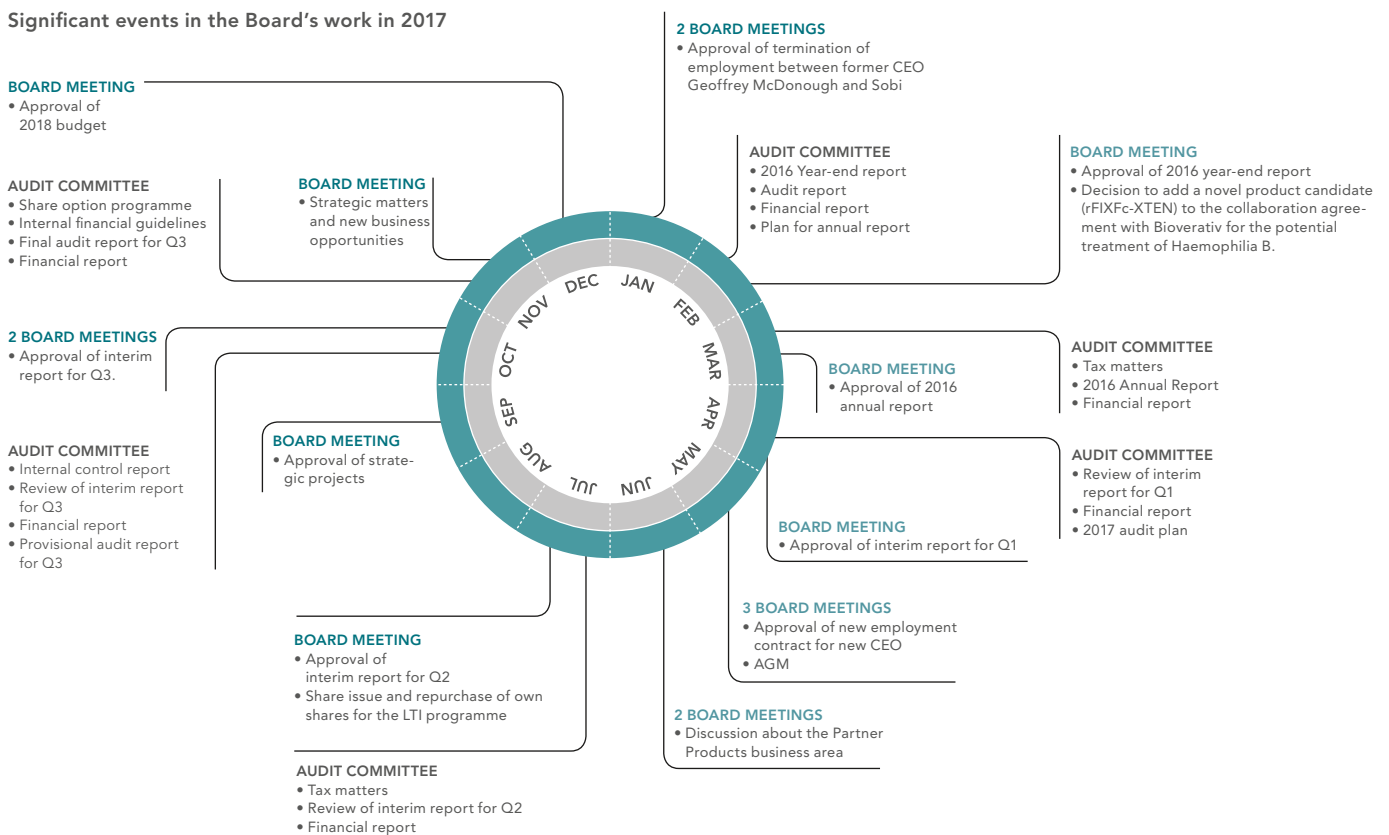 Significant events in the Board’s work in 2017
2 BOARD MEETINGS
• Approval of termination of
employment between former CEO
Geoffrey McDonough and Sobi
BOARD MEETING
• Approval of
2018 budget
AUDIT COMMITTEE
• 2016 Year-end report
• Audit report
• Financial report
• Plan for annual report
BOARD MEETING
• Approval of 2016 year-end report
• Decision to add a novel product candidate
(rFIXFc-XTEN) to the collaboration agree-
ment with Bioverativ for the potential
treatment of Haemophilia B.
AUDIT COMMITTEE
• Share option programme
• Internal financial guidelines
• Final audit report for Q3
• Financial report
BOARD MEETING
• Strategic matters
and new business
opportunities
JAN
FEB
MAR
APR
MAY
JUN
JUL
AUG
SEP
OCT
NOV
DEC
2 BOARD MEETINGS
• Approval of interim
report for Q3.
AUDIT COMMITTEE
• Tax matters
• 2016 Annual Report
• Financial report
BOARD MEETING
• Approval of 2016
annual report
BOARD MEETING
• Approval of strate-
gic projects
AUDIT COMMITTEE
• Internal control report
• Review of interim report
for Q3
• Financial report
• Provisional audit report
for Q3
AUDIT COMMITTEE
• Review of interim
report for Q1
• Financial report
• 2017 audit plan
BOARD MEETING
• Approval of interim report for Q1
3 BOARD MEETINGS
• Approval of new employment
contract for new CEO
• AGM
BOARD MEETING
• Approval of
interim report for Q2
• Share issue and repurchase of own
shares for the LTI programme
2 BOARD MEETINGS
• Discussion about the Partner
Products business area
AUDIT COMMITTEE
• Tax matters
• Review of interim report for Q2
• Financial report